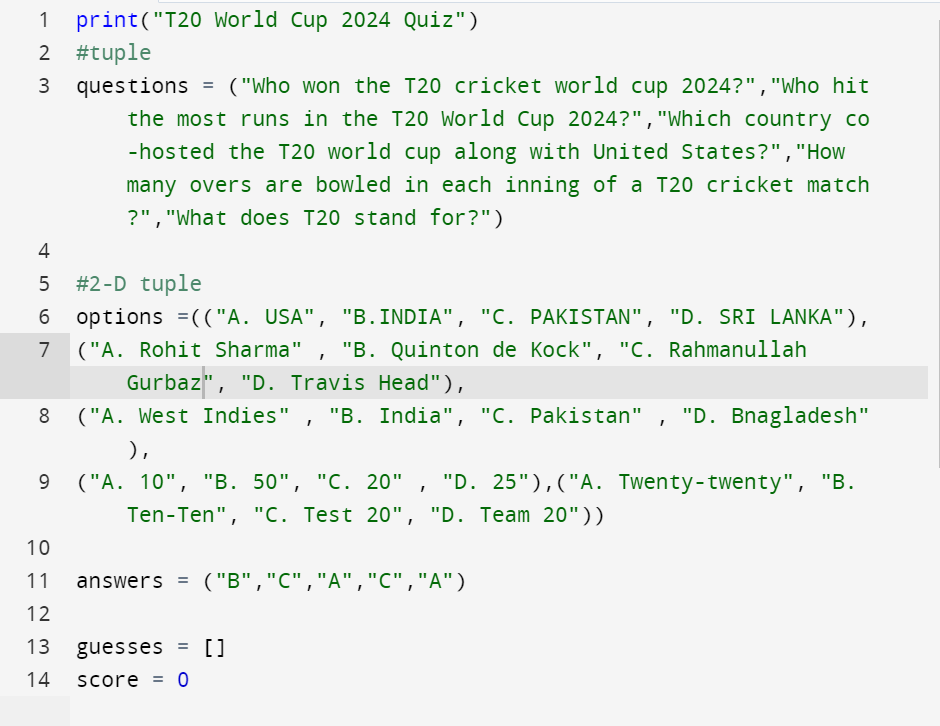 1 print("T20 World Cup 2024 Quiz")
2 #tuple
3 questions = ("Who won the T20 cricket world cup 2024?","Who hit
the most runs in the T20 World Cup 2024?","Which country co
-hosted the T20 world cup along with United States?","How
many overs are bowled in each inning of a T20 cricket match
?","What does T20 stand for?")
4
5 #2-D tuple
6 options =(("A. USA", "B.INDIA", "C. PAKISTAN", "D. SRI LANKA"),
7 ("A. Rohit Sharma" , "B. Quinton de Kock", "C. Rahmanullah
Gurbaz", "D. Travis Head"),
8 ("A. West Indies" , "B. India", "C. Pakistan" , "D. Bnagladesh"
),
9 ("A. 10", "B. 50", "C. 20" , "D. 25"),("A. Twenty-twenty", "B.
Ten-Ten", "C. Test 20", "D. Team 20"))
10
11 answers = ("B","C","A","C","A")
12
13 guesses = []
14 score = 0